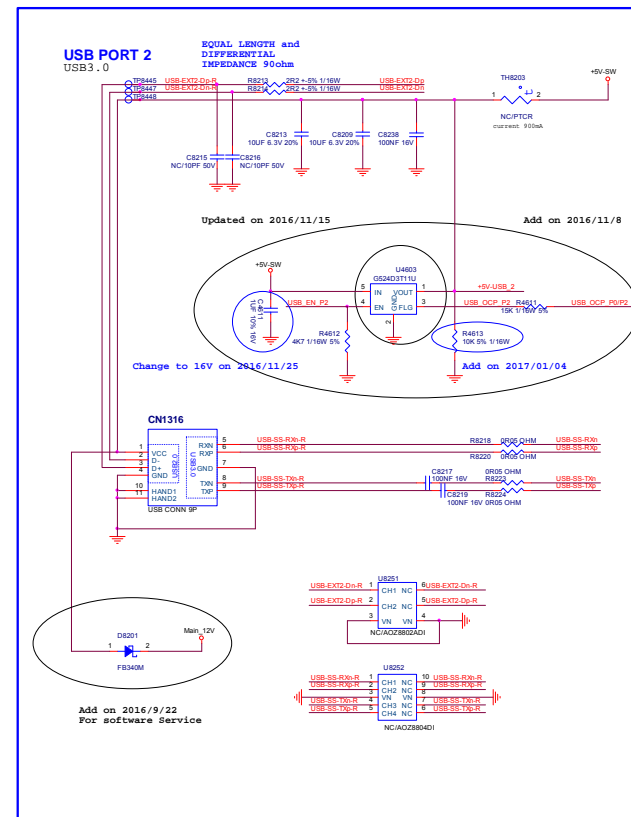 USB PORT 2
USB3.0
EQUAL LENGTH and
DIFFERENTIAL
IMPEDANCE 90ohm
TP8445
TP8447
TP8448
USB-EXT2-Dp-R
USB-EXT2-Dn-R
R8213
2R2 +-5% 1/16W
2R2 +-5% 1/16W
USB-EXT2-Dp
USB-EXT2-Dn
TH8203
+5V-SW
1
2
NC/PTCR
current 900mA
C8213
10UF 6.3V 20%
C8209
10UF 6.3V 20%
C8238
100NF 16V
C8215
NC/10PF 50V
C8216
NC/10PF 50V
Updated on 2016/11/15
Add on 2016/11/8
+5V-SW
U4603
G524D3T11U
5
IN
VOUT
1
+5V-USB_2
C4611
1UF 10% 16V
USB_EN_P2
4
EN
GND
FLG
3
USB_OCP_P2
R4611
15K 1/16W 5%
USB_OCP_P0/P2
2
R4612
4K7 1/16W 5%
R4613
10K 5% 1/16W
Change to 16V on 2016/11/25
Add on 2017/01/04
CN1316
1
VCC
2
D-
3
D+
4
GND
10
HAND1
11
HAND2
USB2.0
USB3.0
RXN
5
RXP
6
GND
7
TXN
8
TXP
9
USB CONN 9P
USB-SS-RXn-R
USB-SS-RXp-R
USB-SS-TXn-R
USB-SS-TXp-R
R8218
0R05 OHM
USB-SS-RXn
R8220
0R05 OHM
USB-SS-RXp
C8217
100NF 16V
0R05 OHM
USB-SS-TXn
C8219
100NF 16V
R8224
0R05 OHM
USB-SS-TXp
U8251
USB-EXT2-Dn-R
1
CH1
NC
6
USB-EXT2-Dn-R
USB-EXT2-Dp-R
2
CH2
NC
5
USB-EXT2-Dp-R
3
VN
VN
4
NC/AOZ8802ADI
D8201
1
2
FB340M
Main_12V
Add on 2016/9/22
For software Service
U8252
USB-SS-RXn-R
1
CH1
NC
10
USB-SS-RXn-R
USB-SS-RXp-R
2
CH2
NC
9
USB-SS-RXp-R
3
VN
VN
8
USB-SS-TXn-R
4
CH3
NC
7
USB-SS-TXn-R
USB-SS-TXp-R
5
CH4
NC
6
USB-SS-TXp-R
NC/AOZ8804DI